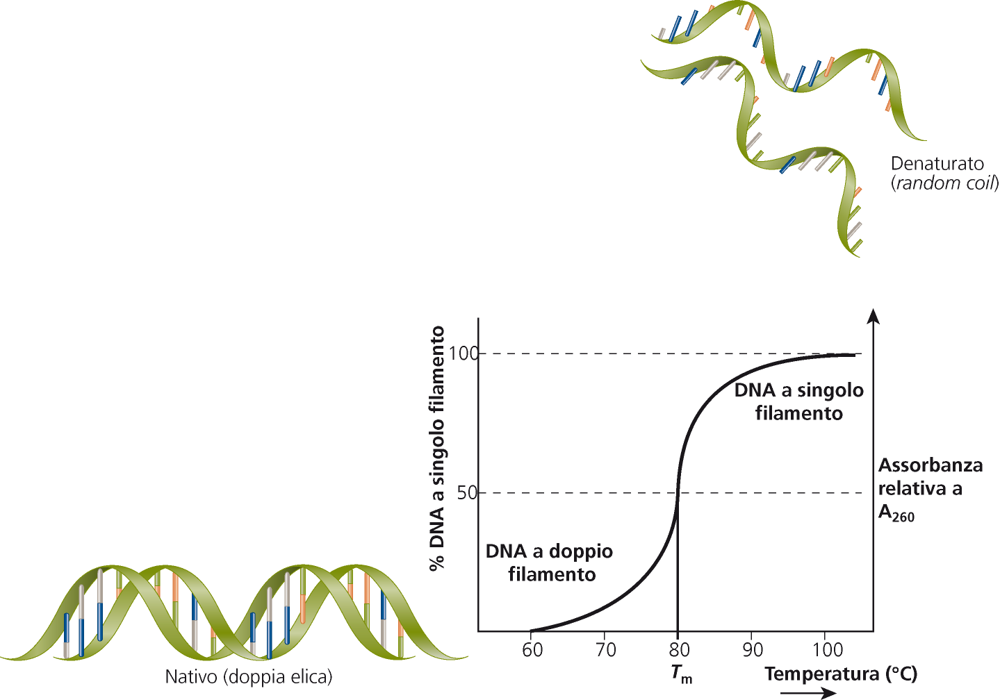 Denaturato
(random coil)
% DNA a singolo filamento
100
50
DNA a singolo
filamento
DNA a doppio
filamento
Assorbanza
relativa a
A260
60 70 80 90 100
Tm
Temperatura (°C)
Nativo (doppia elica)